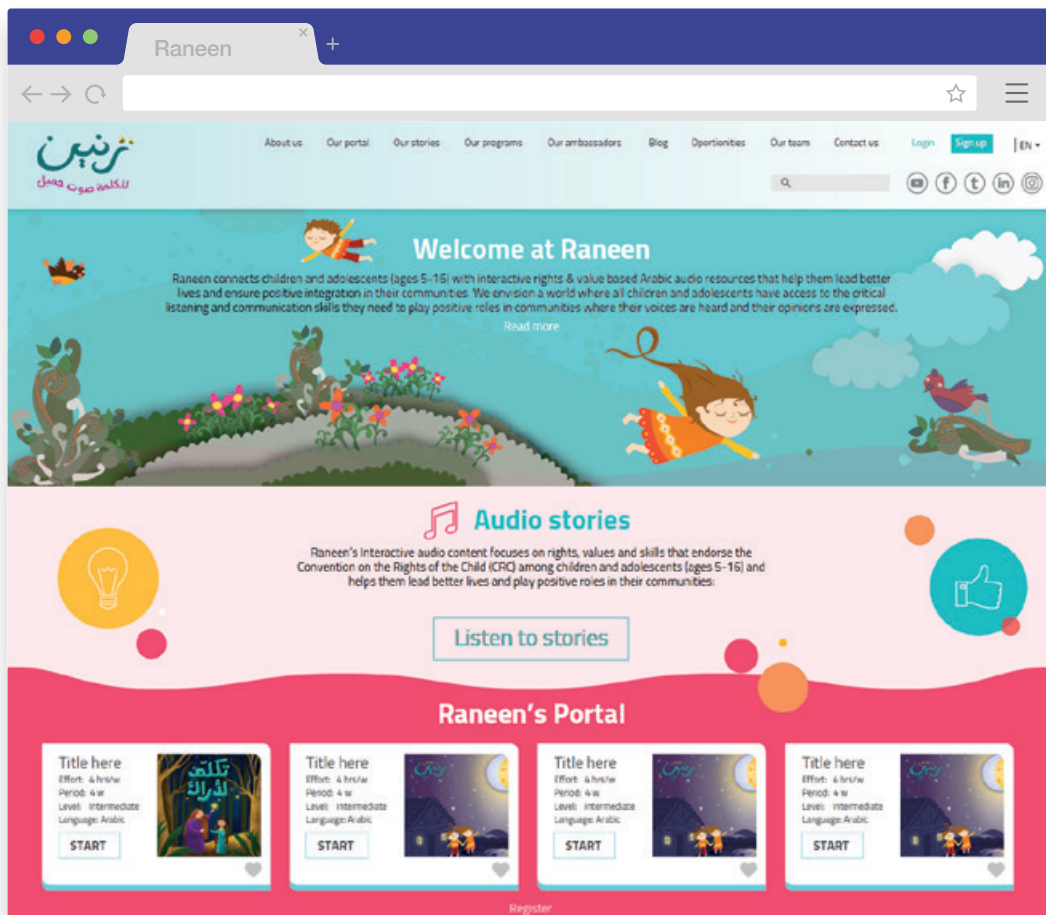 Raneen
رنين
للكلمة صوت جميل
About us Our portal Our stories Our programs Our ambassadors Blog Oportionities Our team Contact us Login Sign up EN
Welcome at Raneen
Raneen connects children and adolescents (ages 5-16) with interactive rights & value based Arabic audio resources that help them lead better
lives and ensure positive integration in their communities. We envision a world where all children and adolescents have access to the critical
listening and communication skills they need to play positive roles in communities where their voices are heard and their opinions are expressed.
Read more
Audio stories
Raneen's Interactive audio content focuses on rights, values and skills that endorse the
Convention on the Rights of the Child (CRC) among children and adolescents (ages 5-16) and
helps them lead better lives and play positive roles in their communities:
Listen to stories
Raneen's Portal
Title here
Effort: 4 hrs/w
Period: 4 w
Level: Intermediate
Language: Arabic
START
تكلم
لأراك
Title here
Effort: 4 hrs/w
Period: 4 w
Level: Intermediate
Language: Arabic
START
رنين
Title here
Effort: 4 hrs/w
Period: 4 w
Level: Intermediate
Language: Arabic
START
رنين
Title here
Effort: 4 hrs/w
Period: 4 w
Level: Intermediate
Language: Arabic
START
رنين
Register